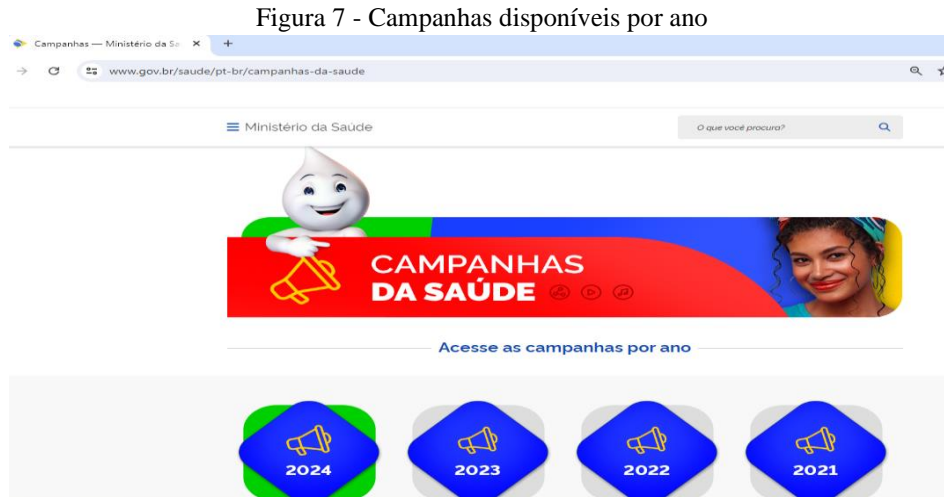 Figura 7 - Campanhas disponíveis por ano
Campanhas — Ministério da Sa
www.gov.br/saude/pt-br/campanhas-da-saude
Ministério da Saúde
O que você procura?
CAMPANHAS
DA SAÚDE
Acesse as campanhas por ano
2024 2023 2022 2021